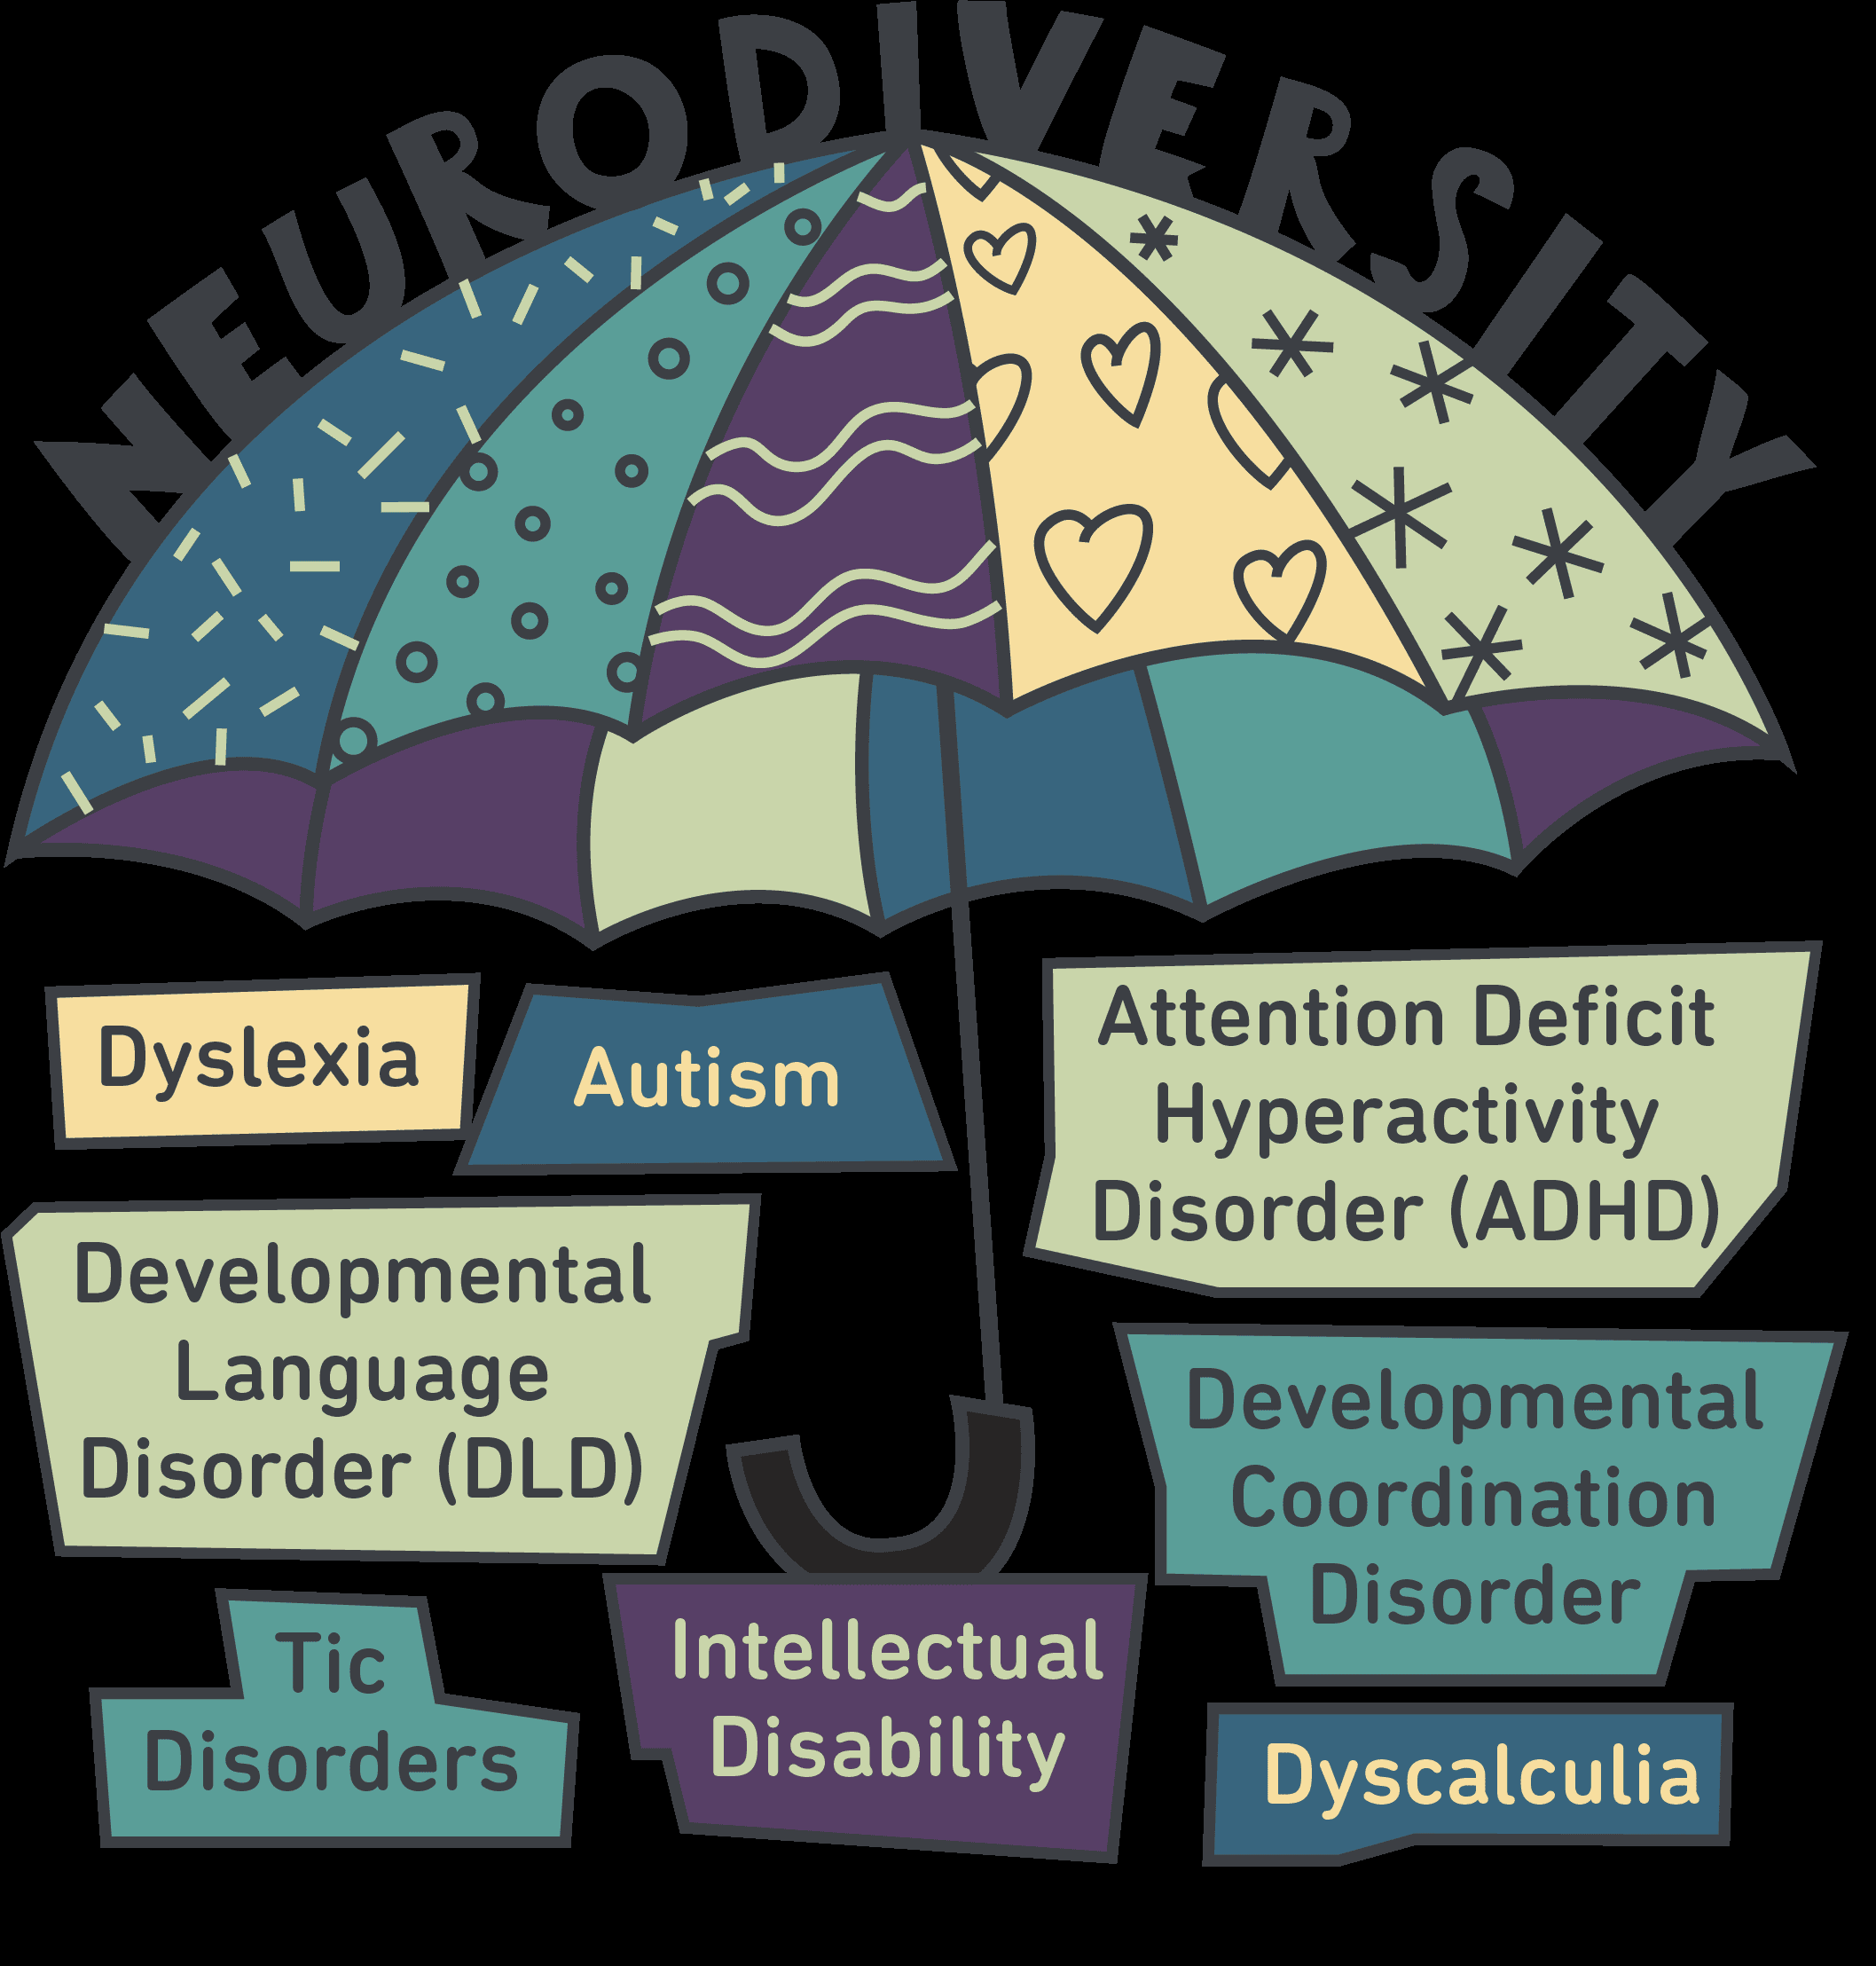 NEURODIVERSITY
Dyslexia
Autism
Attention Deficit
Hyperactivity
Disorder (ADHD)
Developmental
Language
Disorder (DLD)
Developmental
Coordination
Disorder
Tic
Disorders
Intellectual
Disability
Dyscalculia